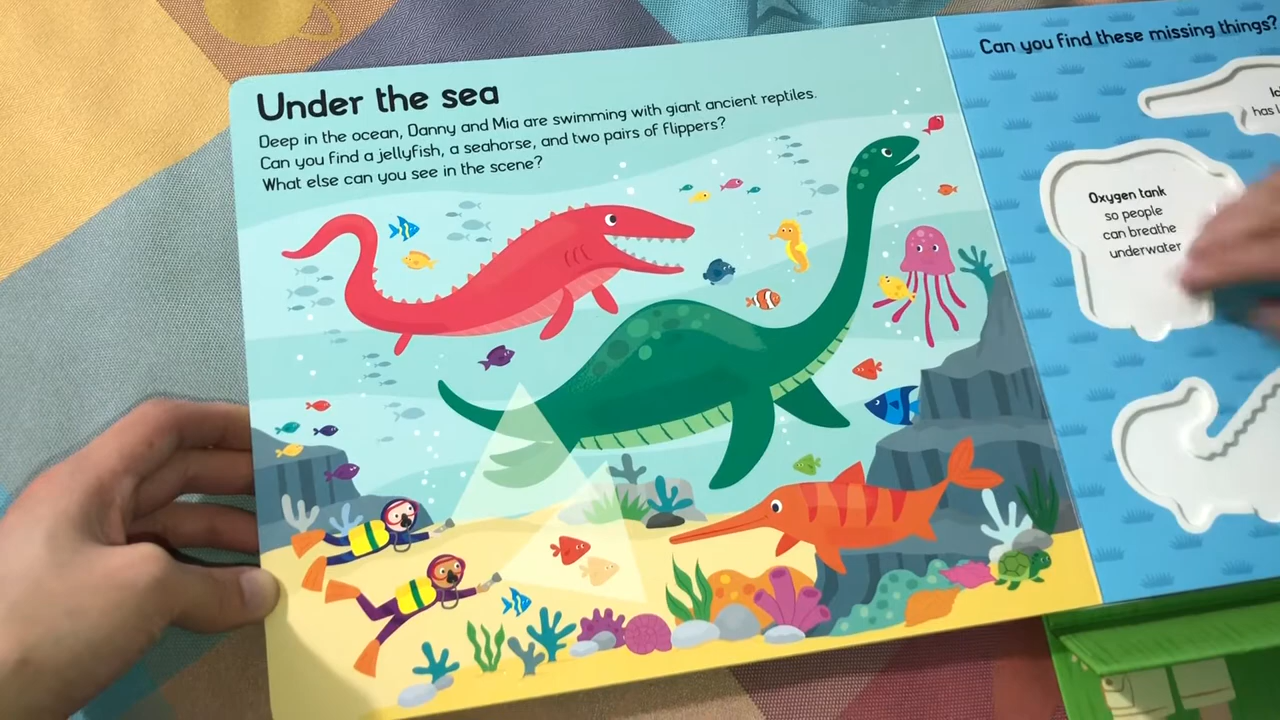 Under the sea
Deep in the ocean, Danny and Mia are swimming with giant ancient reptiles.
Can you find a jellyfish, a seahorse, and two pairs of flippers?
What else can you see in the scene?
Can you find these missing things?
has
Oxygen tank
so people
can breathe
underwater